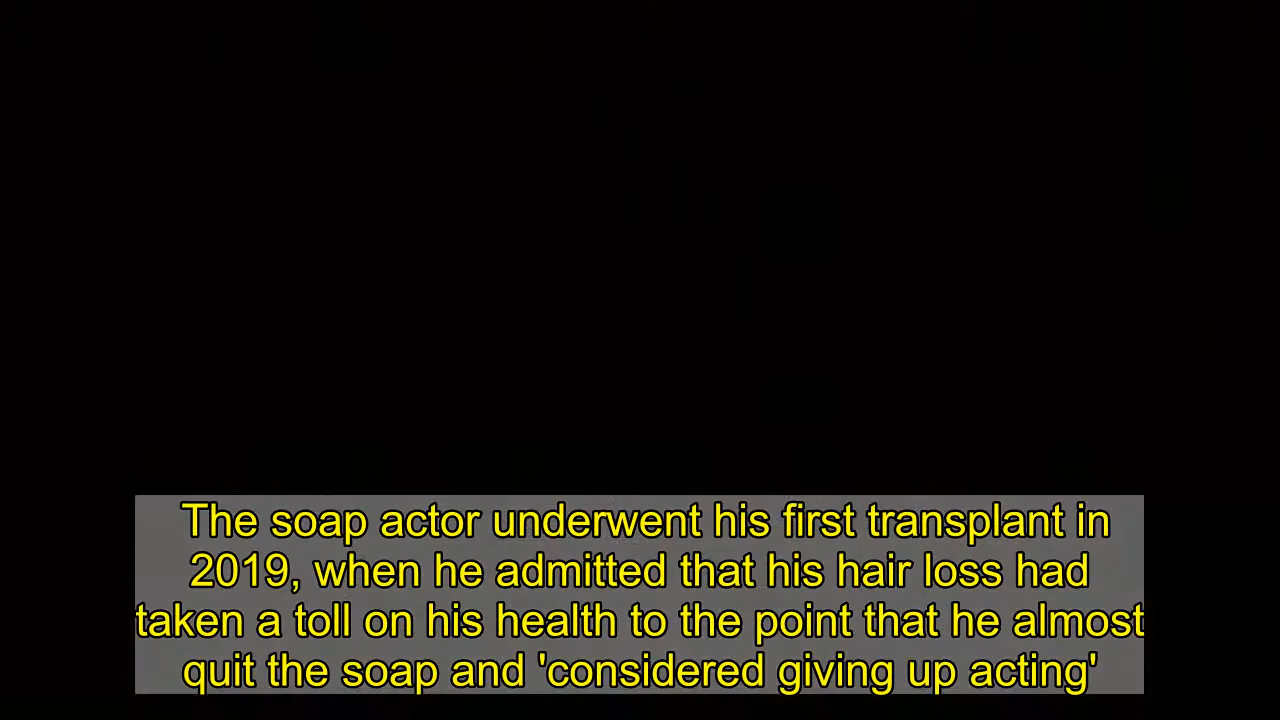 The soap actor underwent his first transplant in
2019, when he admitted that his hair loss had
taken a toll on his health to the point that he almost
quit the soap and 'considered giving up acting'